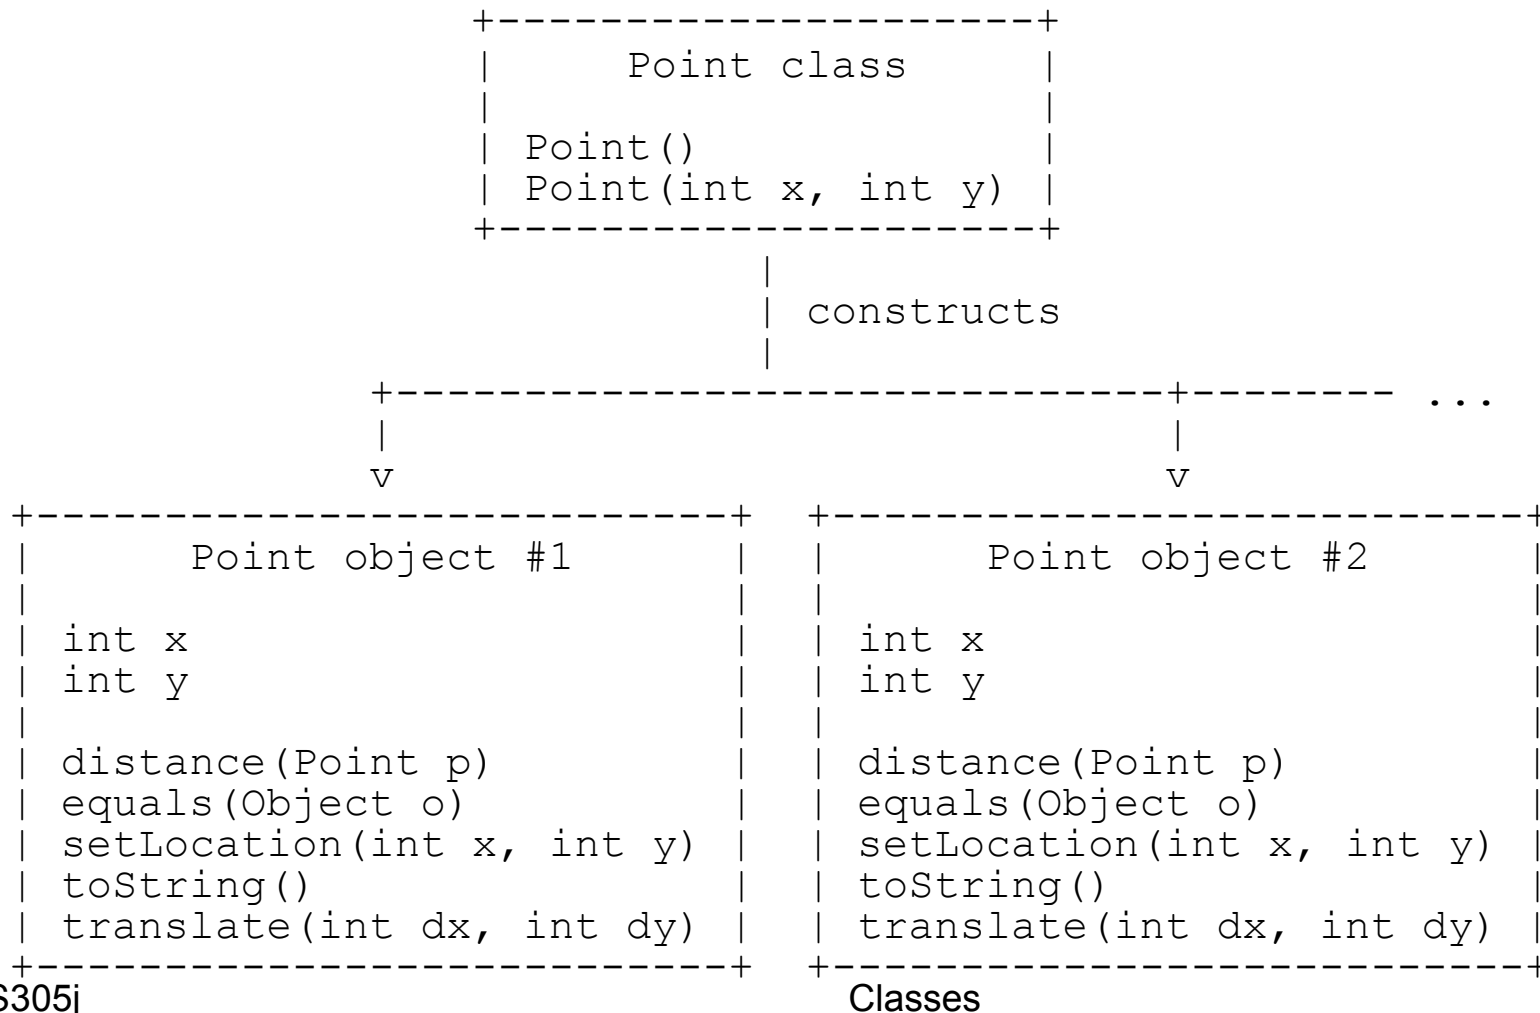 +---------------------+
|     Point class     |
|                     |
| Point()             |
| Point(int x, int y) |
+---------------------+
           |
           | constructs
           |
+------------------------------+-------- ...
|                              |
v                              v
+---------------------------+  +---------------------------+
|      Point object #1      |  |      Point object #2      |
|                           |  |                           |
| int x                     |  | int x                     |
| int y                     |  | int y                     |
|                           |  |                           |
| distance(Point p)         |  | distance(Point p)         |
| equals(Object o)          |  | equals(Object o)          |
| setLocation(int x, int y) |  | setLocation(int x, int y) |
| toString()                |  | toString()                |
| translate(int dx, int dy) |  | translate(int dx, int dy) |
+---------------------------+  +---------------------------+
S305j Classes